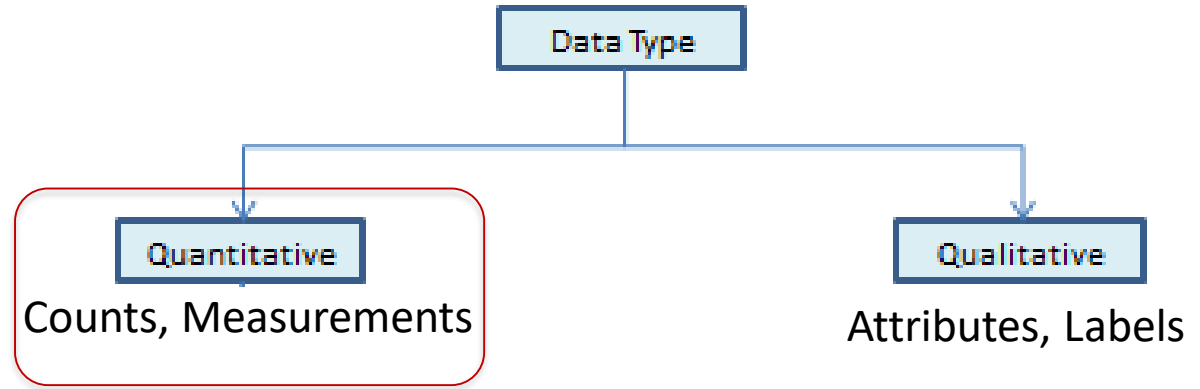 Data Type
Quantitative
Qualitative
Counts, Measurements
Attributes, Labels